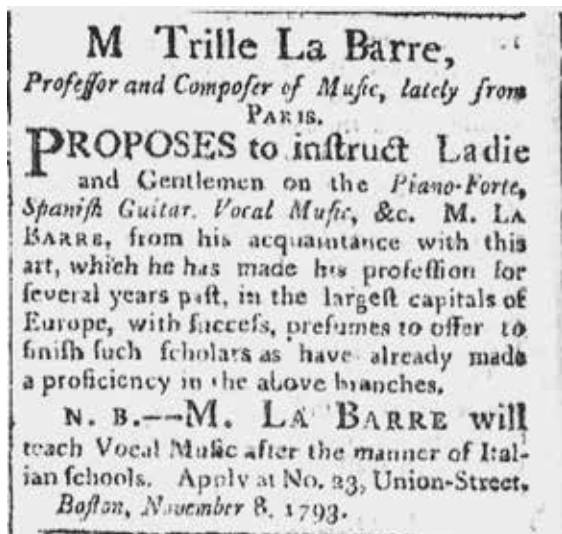 M Trille La Barre,
Profeſſor and Compoſer of Muſic, lately from
PARIS.
PROPOSES to inſtruct Ladie
and Gentlemen on the Piano-Forte,
Spaniſh Guitar. Vocal Muſic, &c. M. LA
BARRE, from his acquaintance with this
art, which he has made his profeſſion for
ſeveral years paſt, in the largeſt capitals of
Europe, with ſucceſs, preſumes to offer to
finiſh ſuch ſcholars as have already made
a proficiency in the above branches.
N. B.--M. LA BARRE will
teach Vocal Muſic after the manner of Ital-
ian ſchools. Apply at No. 23, Union-Street.
Boſton, November 8, 1793.